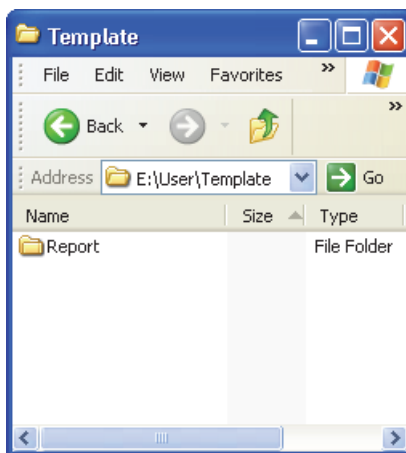 Template
File Edit View Favorites »
Back »
Address E:\User\Template Go
Name Size Type
Report File Folder